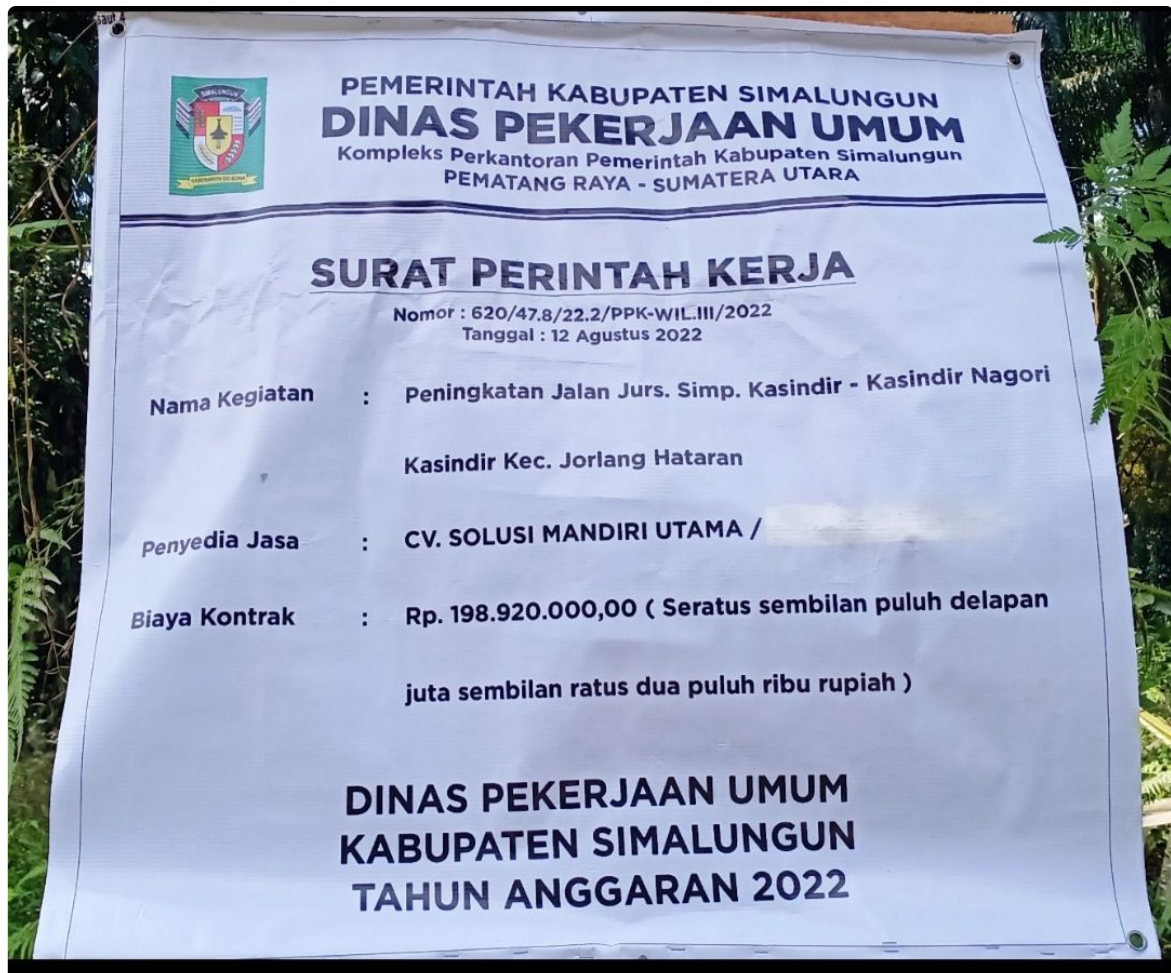 SIMALUNGUN
PEMERINTAH KABUPATEN SIMALUNGUN
DINAS PEKERJAAN UMUM
Kompleks Perkantoran Pemerintah Kabupaten Simalungun
PEMATANG RAYA - SUMATERA UTARA
SURAT PERINTAH KERJA
Nomor : 620/47.8/22.2/PPK-WIL.III/2022
Tanggal : 12 Agustus 2022
Nama Kegiatan : Peningkatan Jalan Jurs. Simp. Kasindir - Kasindir Nagori
Kasindir Kec. Jorlang Hataran
Penyedia Jasa : CV. SOLUSI MANDIRI UTAMA /
Biaya Kontrak : Rp. 198.920.000,00 ( Seratus sembilan puluh delapan
juta sembilan ratus dua puluh ribu rupiah )
DINAS PEKERJAAN UMUM
KABUPATEN SIMALUNGUN
TAHUN ANGGARAN 2022